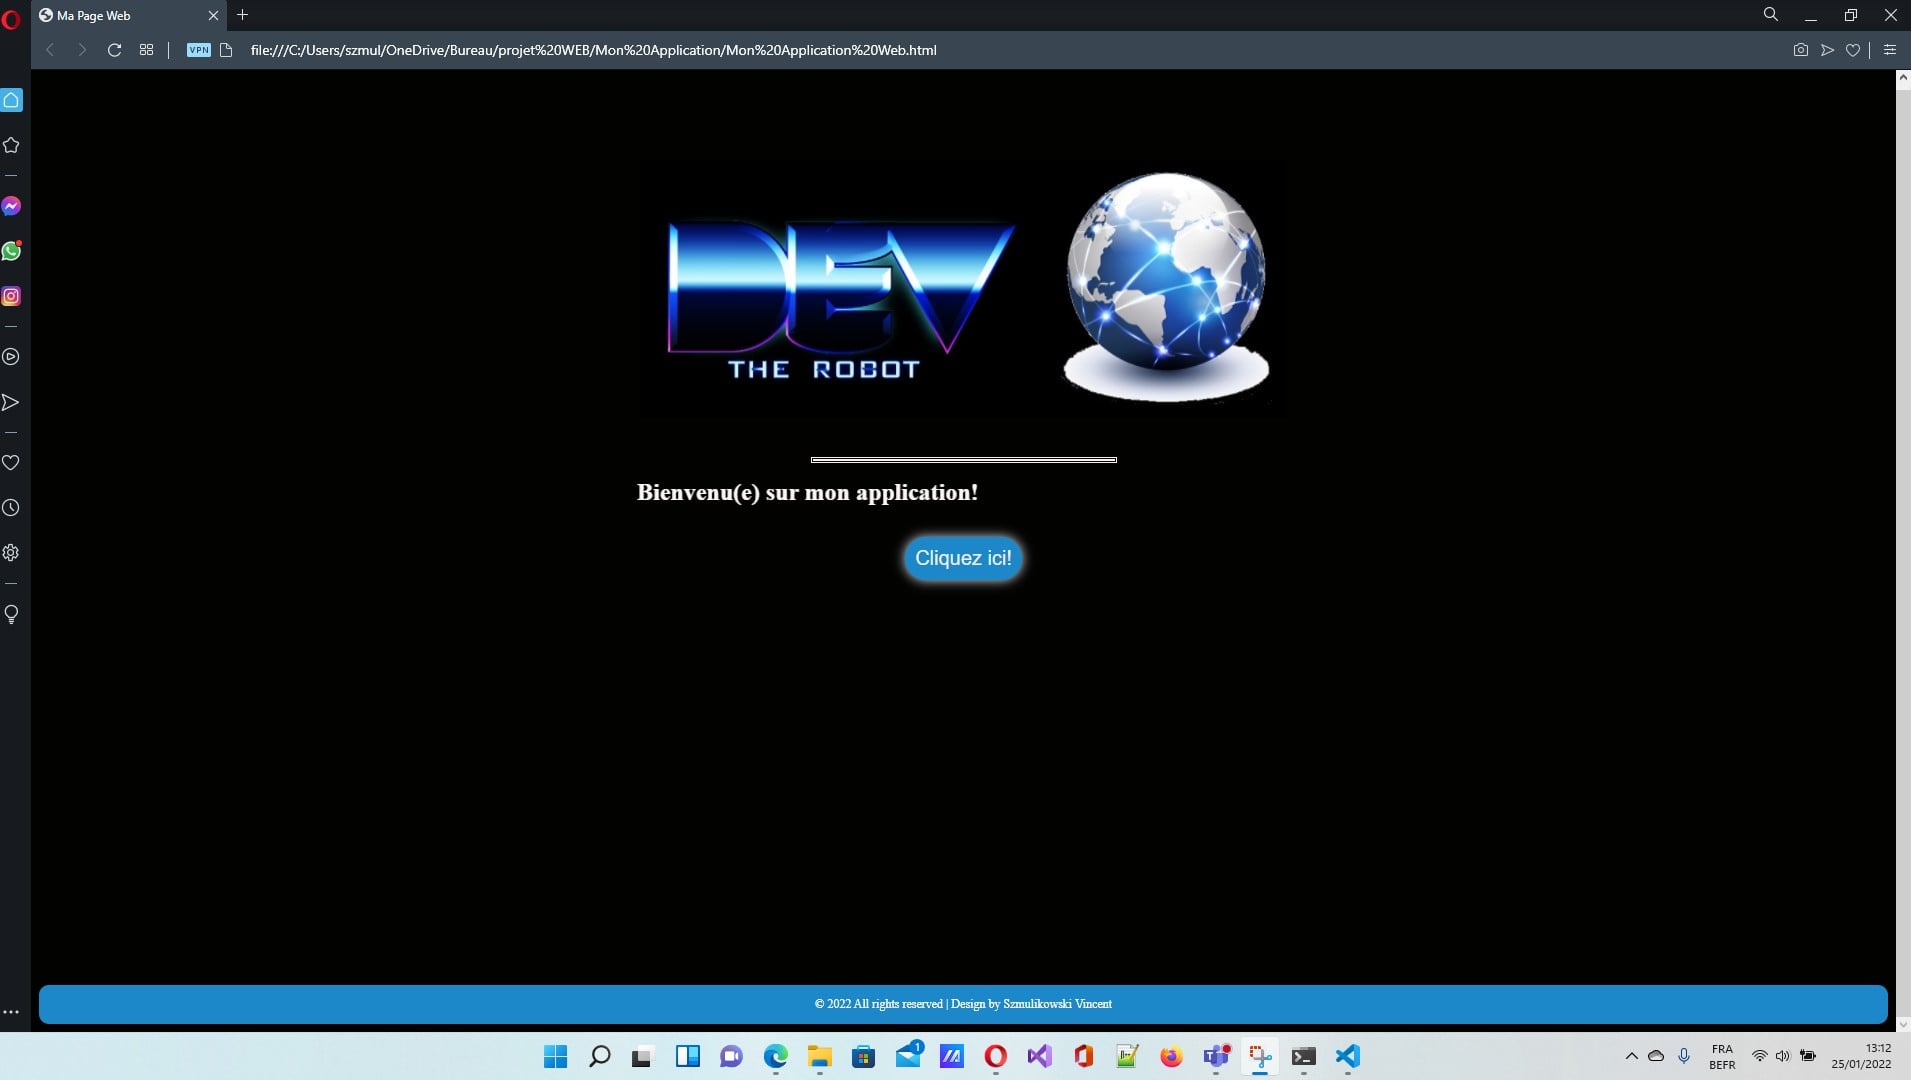 Ma Page Web
VPN
file:///C:/Users/szmul/OneDrive/Bureau/projet%20WEB/Mon%20Application/Mon%20Application%20Web.html
DEV
THE ROBOT
Bienvenu(e) sur mon application!
Cliquez ici!
© 2022 All rights reserved | Design by Szmulikowski Vincent
1
FRA
BEFR
13:12
25/01/2022